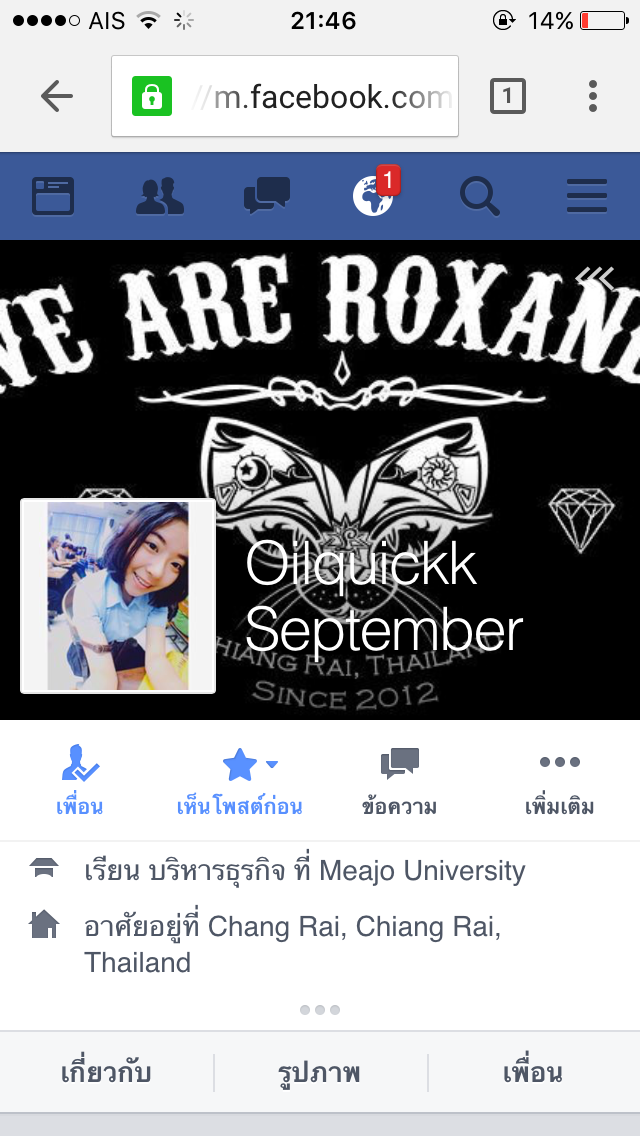 AIS 21:46 14%
//m.facebook.com 1
1
WE ARE ROXAND
Oilquickk
September
CHIANG RAI, THAILAND
SINCE 2012
เพื่อน เห็นโพสต์ก่อน ข้อความ เพิ่มเติม
เรียน บริหารธุรกิจ ที่ Meajo University
อาศัยอยู่ที่ Chang Rai, Chiang Rai,
Thailand
เกี่ยวกับ รูปภาพ เพื่อน